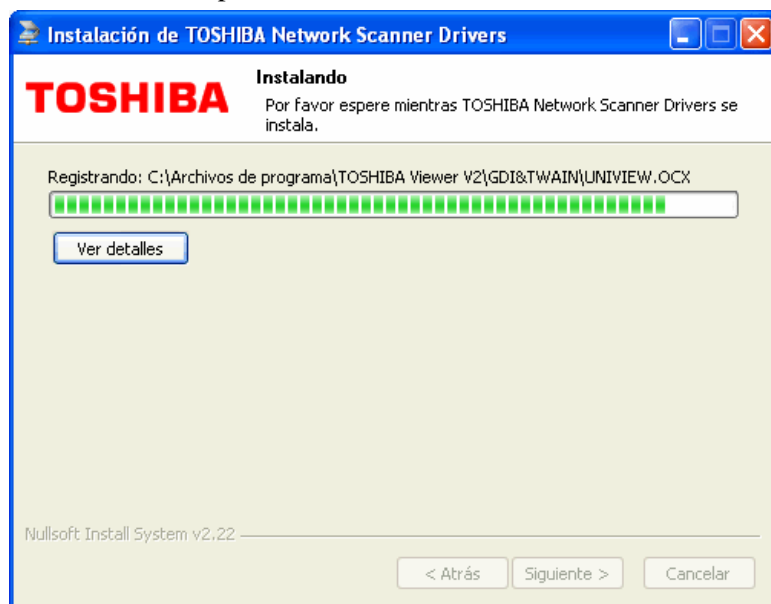 Instalación de TOSHIBA Network Scanner Drivers
TOSHIBA
Instalando
Por favor espere mientras TOSHIBA Network Scanner Drivers se
instala.
Registrando: C:\Archivos de programa\TOSHIBA Viewer V2\GDI&TWAIN\UNIVIEW.OCX
Ver detalles
Nullsoft Install System v2.22
< Atrás
Siguiente >
Cancelar